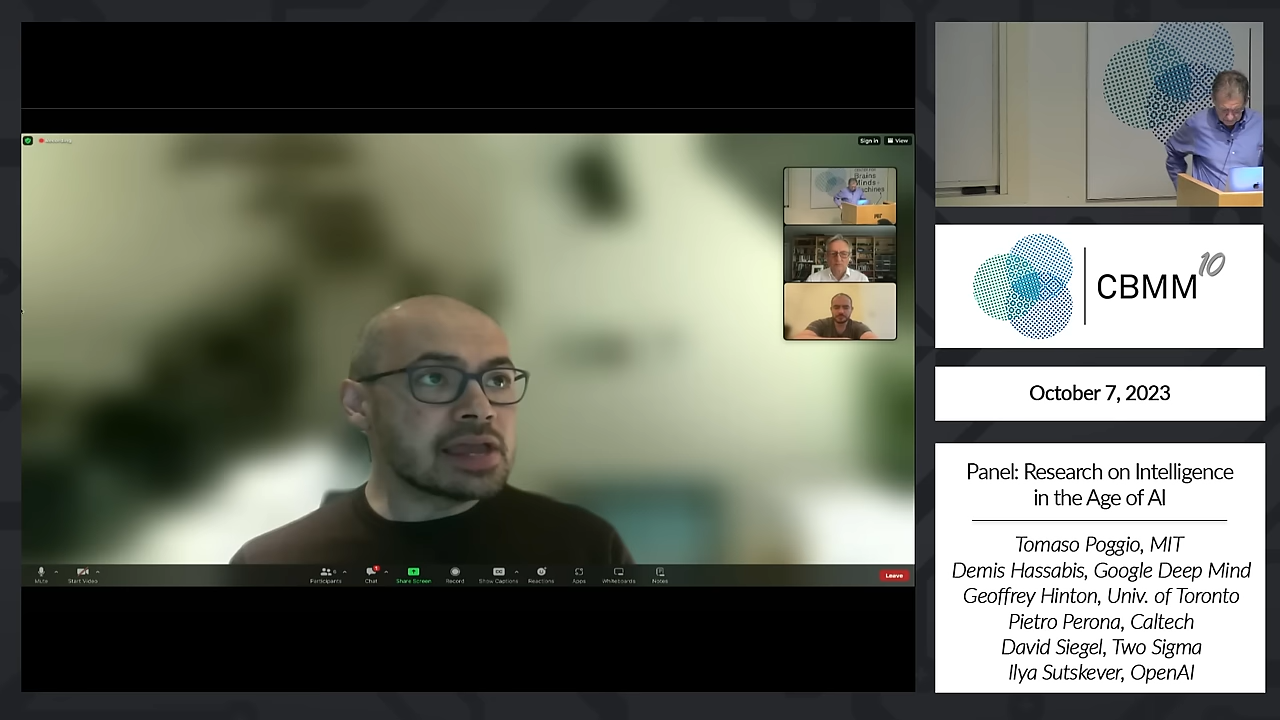 Sign in
View
Brains
Minds+
Machines
MIT
Mute
Start Video
Participants
Chat
Share Screen
Record
Show Captions
Reactions
Apps
Whiteboards
Notes
Leave
CBMM10
October 7, 2023
Panel: Research on Intelligence
in the Age of AI
Tomaso Poggio, MIT
Demis Hassabis, Google Deep Mind
Geoffrey Hinton, Univ. of Toronto
Pietro Perona, Caltech
David Siegel, Two Sigma
Ilya Sutskever, OpenAI